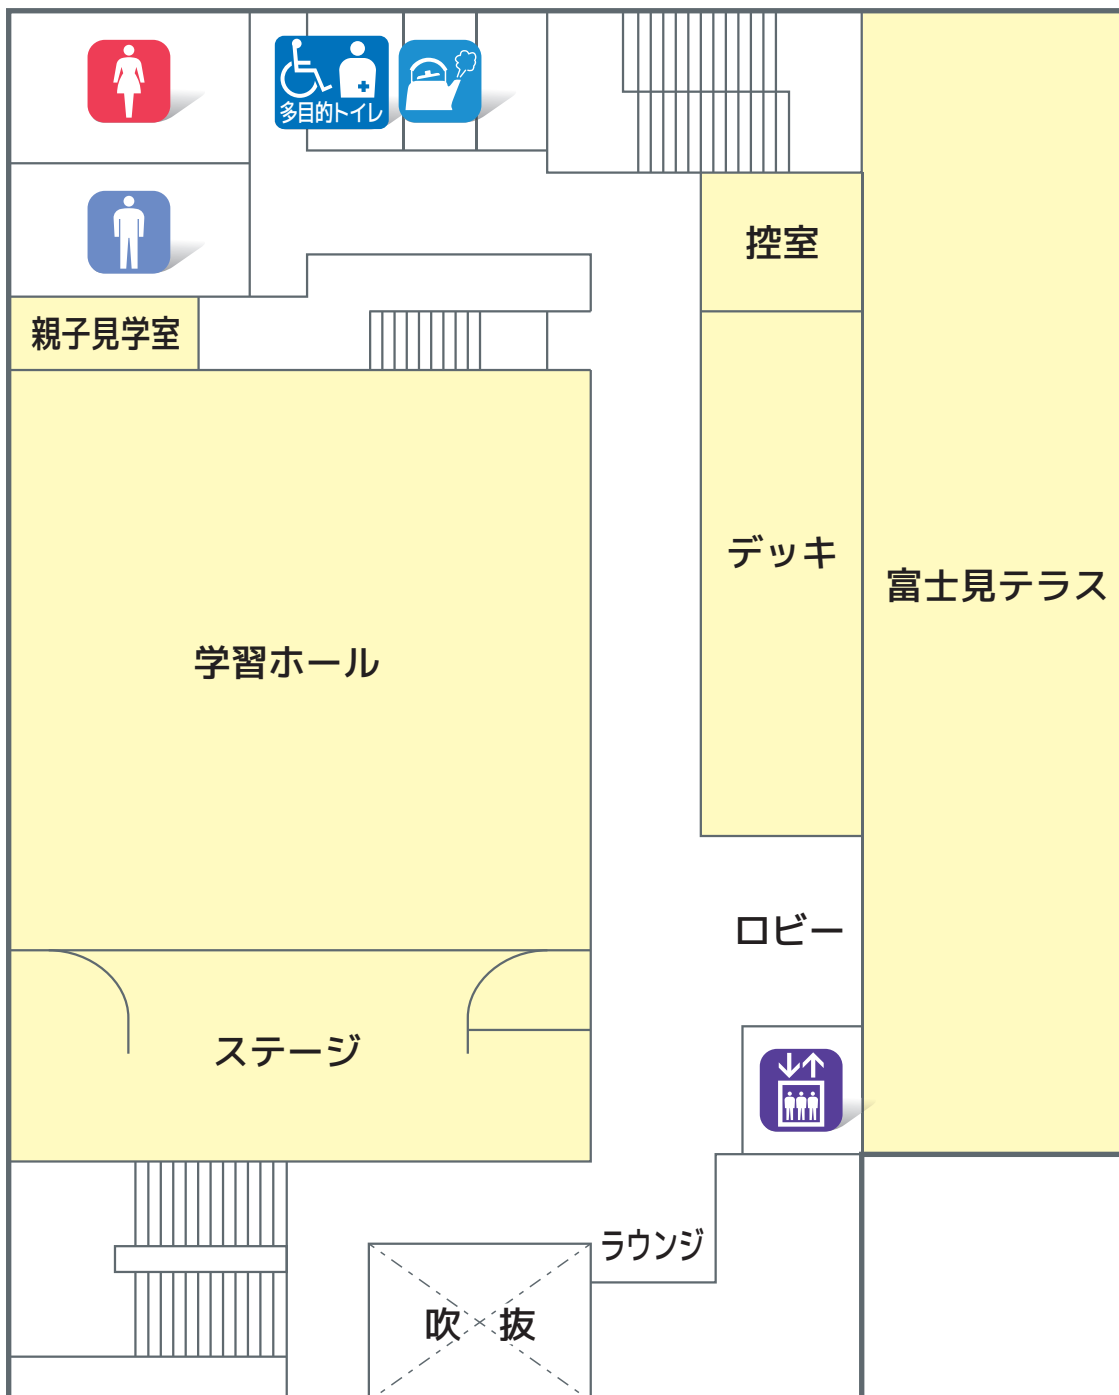 多目的トイレ
控室
親子見学室
デッキ
富士見テラス
学習ホール
ロビー
ステージ
ラウンジ
吹 抜